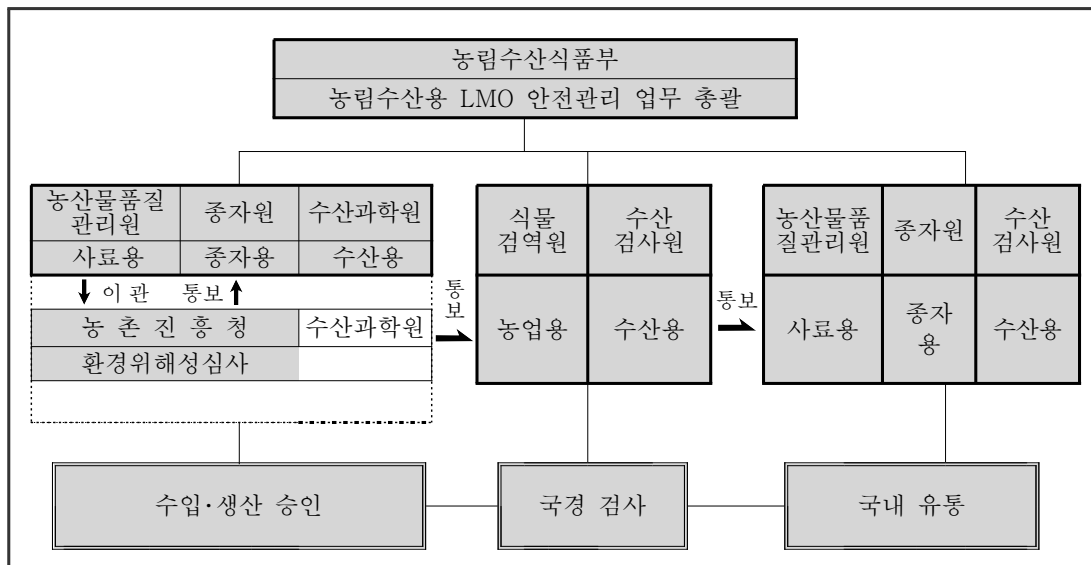 농림수산식품부
농림수산용 LMO 안전관리 업무 총괄
농산물품질
관리원
종자원
수산과학원
사료용
종자용
수산용
이 관
통보
농 촌 진 흥 청
수산과학원
환경위해성심사
통
보
식물
검역원
수산
검사원
농업용
수산용
통보
농산물품
질관리원
종자원
수산
검사원
사료용
종자
용
수산용
수입·생산 승인
국경 검사
국내 유통